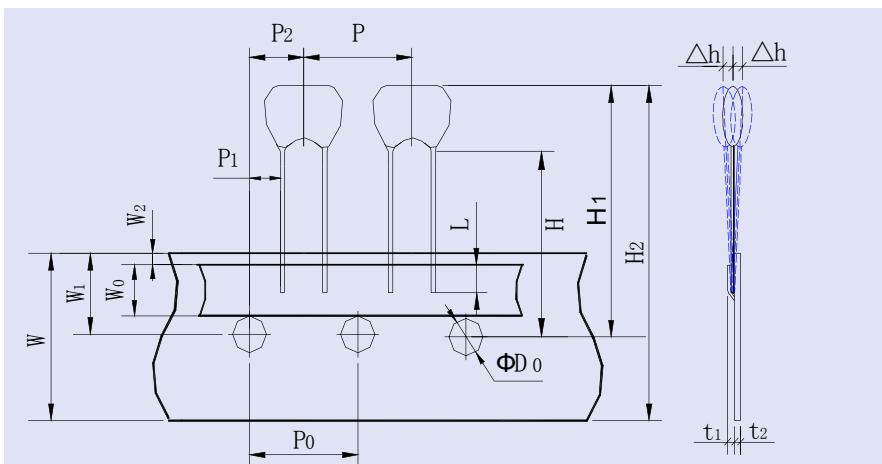 P2 P △h △h
P1
W2
L H H1 H2
W1 W0
W
ΦD0
P0
t1 t2